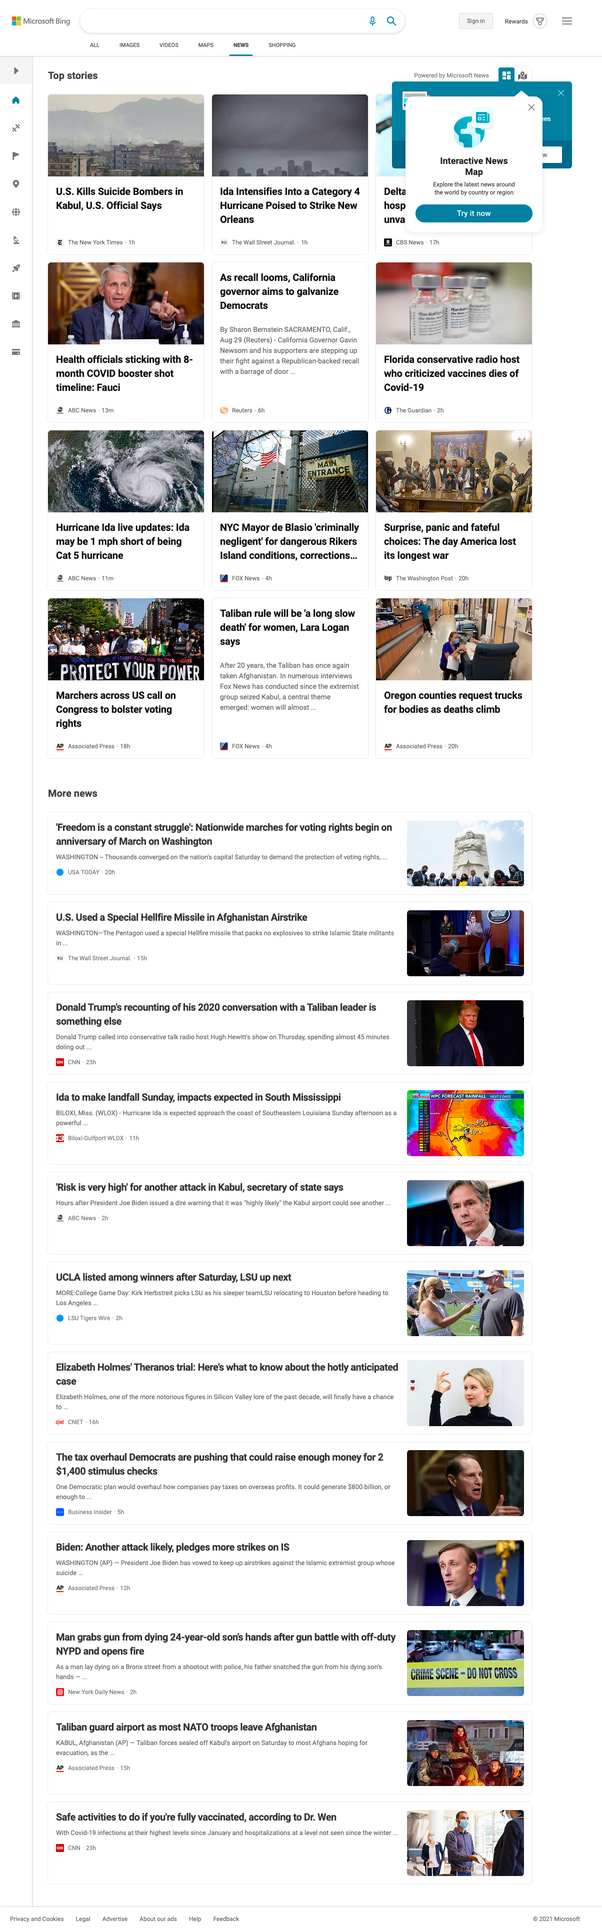 Microsoft Bing
Sign in
Rewards
ALL
IMAGES
VIDEOS
MAPS
NEWS
SHOPPING
Top stories
Powered by Microsoft News
Interactive News
Map
Explore the latest news around
the world by country or region
Try it now
U.S. Kills Suicide Bombers in
Kabul, U.S. Official Says
The New York Times · 1h
Ida Intensifies Into a Category 4
Hurricane Poised to Strike New
Orleans
The Wall Street Journal. · 1h
Delta
hosp
unva
CBS News · 17h
Health officials sticking with 8-
month COVID booster shot
timeline: Fauci
ABC News · 13m
As recall looms, California
governor aims to galvanize
Democrats
By Sharon Bernstein SACRAMENTO, Calif.,
Aug 29 (Reuters) - California Governor Gavin
Newsom and his supporters are stepping up
their fight against a Republican-backed recall
with a barrage of door ...
Reuters · 6h
Florida conservative radio host
who criticized vaccines dies of
Covid-19
The Guardian · 2h
Hurricane Ida live updates: Ida
may be 1 mph short of being
Cat 5 hurricane
ABC News · 11m
MAIN
ENTRANCE
NYC Mayor de Blasio 'criminally
negligent' for dangerous Rikers
Island conditions, corrections...
FOX News · 4h
Surprise, panic and fateful
choices: The day America lost
its longest war
The Washington Post · 20h
PROTECT YOUR POWER
Marchers across US call on
Congress to bolster voting
rights
Associated Press · 18h
Taliban rule will be 'a long slow
death' for women, Lara Logan
says
After 20 years, the Taliban has once again
taken Afghanistan. In numerous interviews
Fox News has conducted since the extremist
group seized Kabul, a central theme
emerged: women will almost ...
FOX News · 4h
Oregon counties request trucks
for bodies as deaths climb
Associated Press · 20h
More news
'Freedom is a constant struggle': Nationwide marches for voting rights begin on
anniversary of March on Washington
WASHINGTON – Thousands converged on the nation's capital Saturday to demand the protection of voting rights, ...
USA TODAY · 20h
U.S. Used a Special Hellfire Missile in Afghanistan Airstrike
WASHINGTON—The Pentagon used a special Hellfire missile that packs no explosives to strike Islamic State militants
in ...
The Wall Street Journal. · 15h
Donald Trump's recounting of his 2020 conversation with a Taliban leader is
something else
Donald Trump called into conservative talk radio host Hugh Hewitt's show on Thursday, spending almost 45 minutes
doling out ...
CNN · 23h
Ida to make landfall Sunday, impacts expected in South Mississippi
BILOXI, Miss. (WLOX) - Hurricane Ida is expected approach the coast of Southeastern Louisiana Sunday afternoon as a
powerful ...
Biloxi-Gulfport WLOX · 11h
WPC FORECAST RAINFALL
'Risk is very high' for another attack in Kabul, secretary of state says
Hours after President Joe Biden issued a dire warning that it was "highly likely" the Kabul airport could see another ...
ABC News · 2h
UCLA listed among winners after Saturday, LSU up next
MORE:College Game Day: Kirk Herbstreit picks LSU as his sleeper teamLSU relocating to Houston before heading to
Los Angeles ...
LSU Tigers Wire · 2h
Elizabeth Holmes' Theranos trial: Here's what to know about the hotly anticipated
case
Elizabeth Holmes, one of the more notorious figures in Silicon Valley lore of the past decade, will finally have a chance
to ...
CNET · 16h
The tax overhaul Democrats are pushing that could raise enough money for 2
$1,400 stimulus checks
One Democratic plan would overhaul how companies pay taxes on overseas profits. It could generate $800 billion, or
enough to ...
Business Insider · 5h
Biden: Another attack likely, pledges more strikes on IS
WASHINGTON (AP) — President Joe Biden has vowed to keep up airstrikes against the Islamic extremist group whose
suicide ...
Associated Press · 12h
Man grabs gun from dying 24-year-old son's hands after gun battle with off-duty
NYPD and opens fire
As a man lay dying on a Bronx street from a shootout with police, his father snatched the gun from his dying son's
hands — ...
New York Daily News · 2h
CRIME SCENE - DO NOT CROSS
Taliban guard airport as most NATO troops leave Afghanistan
KABUL, Afghanistan (AP) — Taliban forces sealed off Kabul's airport on Saturday to most Afghans hoping for
evacuation, as the ...
Associated Press · 15h
Safe activities to do if you're fully vaccinated, according to Dr. Wen
With Covid-19 infections at their highest levels since January and hospitalizations at a level not seen since the winter ...
CNN · 23h
Privacy and Cookies
Legal
Advertise
About our ads
Help
Feedback
© 2021 Microsoft